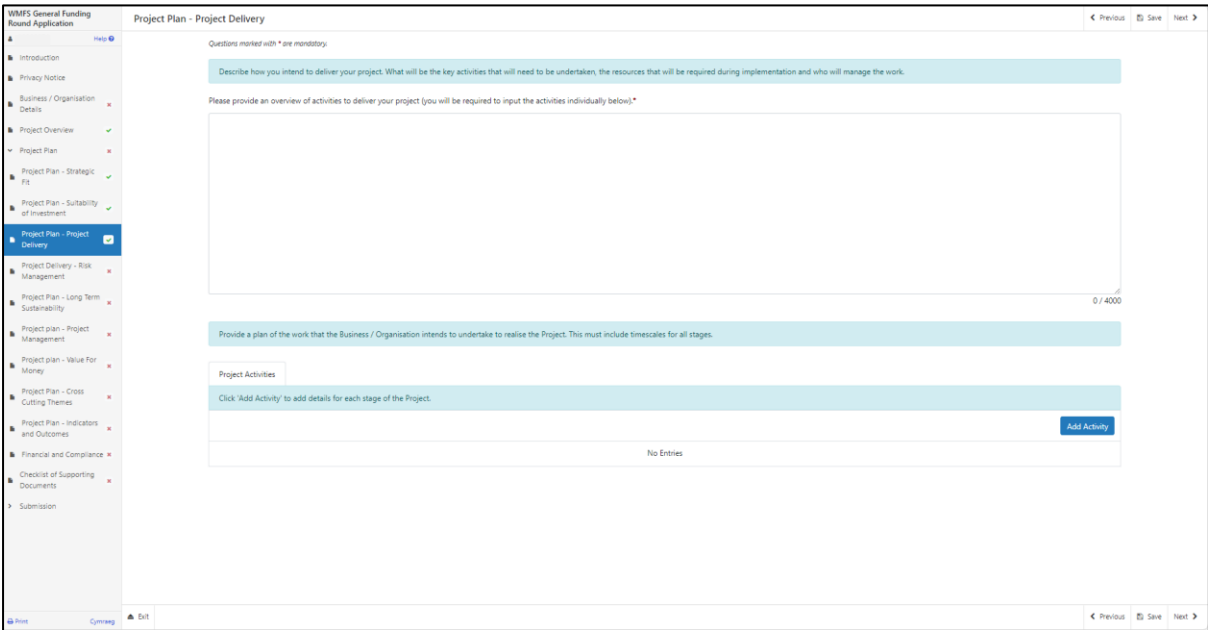 WMFS General Funding
Round Application
Help
Introduction
Privacy Notice
Business / Organisation
Details
Project Overview
Project Plan
Project Plan - Strategic
Fit
Project Plan - Suitability
of Investment
Project Plan - Project
Delivery
Project Delivery - Risk
Management
Project Plan - Long Term
Sustainability
Project plan - Project
Management
Project plan - Value For
Money
Project Plan - Cross
Cutting Themes
Project Plan - Indicators
and Outcomes
Financial and Compliance
Checklist of Supporting
Documents
Submission
Print Cymraeg
Project Plan - Project Delivery
Previous Save Next
Questions marked with * are mandatory.
Describe how you intend to deliver your project. What will be the key activities that will need to be undertaken, the resources that will be required during implementation and who will manage the work.
Please provide an overview of activities to deliver your project (you will be required to input the activities individually below).*
0 / 4000
Provide a plan of the work that the Business / Organisation intends to undertake to realise the Project. This must include timescales for all stages.
Project Activities
Click 'Add Activity' to add details for each stage of the Project.
Add Activity
No Entries
Exit
Previous Save Next